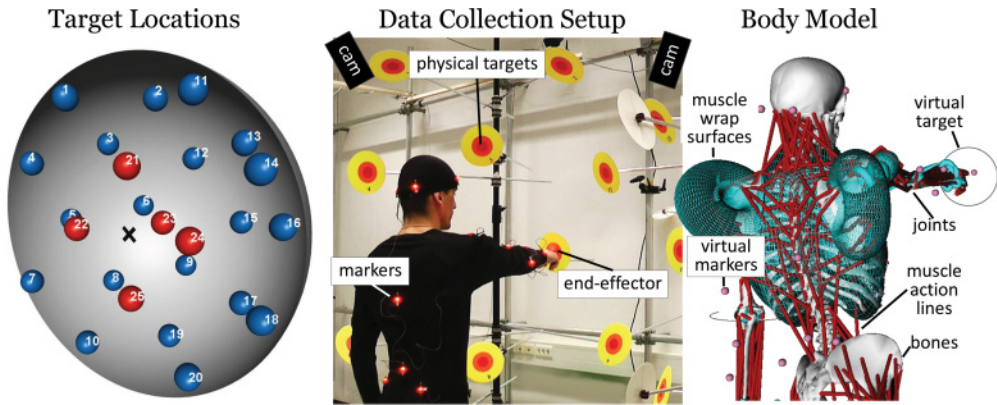 Target Locations
Data Collection Setup
Body Model
1
2
11
3
13
4
21
12
14
5
6
22
23
15
16
24
9
7
8
25
17
18
10
19
20
cam
cam
physical targets
markers
end-effector
muscle
wrap
surfaces
virtual
target
joints
virtual
markers
muscle
action
lines
bones